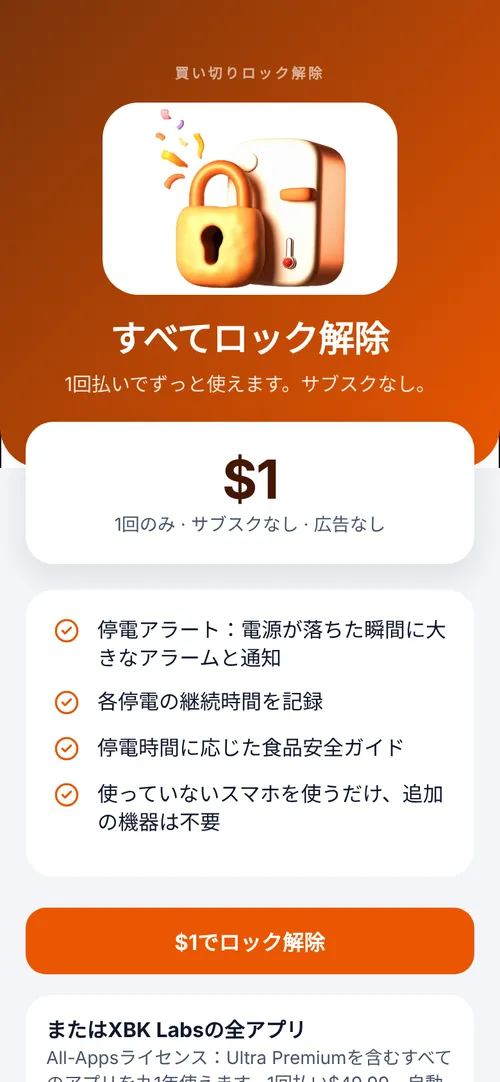 買い切りロック解除
すべてロック解除
1回払いでずっと使えます。サブスクなし。
$1
1回のみ · サブスクなし · 広告なし
停電アラート：電源が落ちた瞬間に大
きなアラームと通知
各停電の継続時間を記録
停電時間に応じた食品安全ガイド
使っていないスマホを使うだけ、追加
の機器は不要
$1でロック解除
またはXBK Labsの全アプリ
All-Appsライセンス：Ultra Premiumを含むすべて